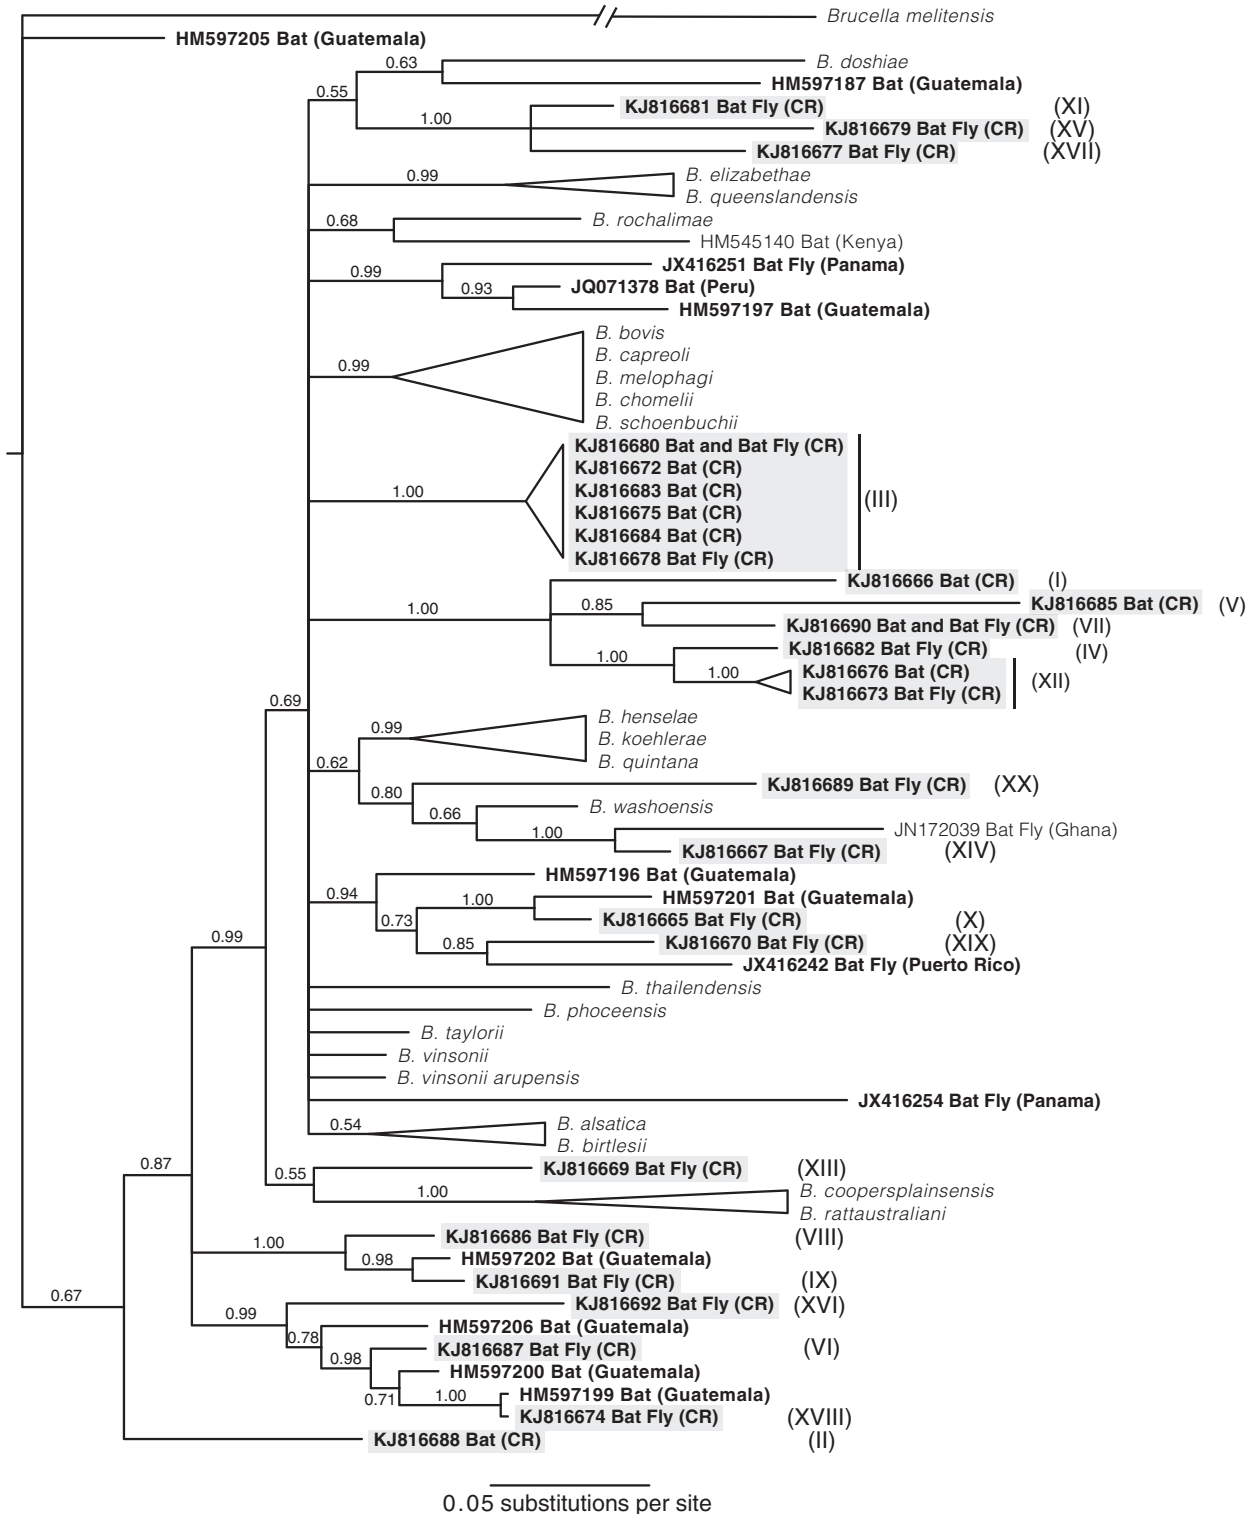 Brucella melitensis
HM597205 Bat (Guatemala)
B. doshiae
0.63
HM597187 Bat (Guatemala)
0.55
KJ816681 Bat Fly (CR) (XI)
1.00
KJ816679 Bat Fly (CR) (XV)
KJ816677 Bat Fly (CR) (XVII)
0.99
B. elizabethae
B. queenslandensis
0.68
B. rochalimae
HM545140 Bat (Kenya)
JX416251 Bat Fly (Panama)
0.99
0.93
JQ071378 Bat (Peru)
HM597197 Bat (Guatemala)
B. bovis
B. capreoli
0.99
B. melophagi
B. chomelii
B. schoenbuchii
KJ816680 Bat and Bat Fly (CR)
KJ816672 Bat (CR)
1.00
KJ816683 Bat (CR)
(III)
KJ816675 Bat (CR)
KJ816684 Bat (CR)
KJ816678 Bat Fly (CR)
KJ816666 Bat (CR) (I)
1.00
0.85
KJ816685 Bat (CR) (V)
KJ816690 Bat and Bat Fly (CR) (VII)
1.00
KJ816682 Bat Fly (CR) (IV)
1.00
KJ816676 Bat (CR)
(XII)
KJ816673 Bat Fly (CR)
0.69
B. henselae
0.99
B. koehlerae
0.62
B. quintana
0.80
KJ816689 Bat Fly (CR) (XX)
0.66
B. washoensis
1.00
JN172039 Bat Fly (Ghana)
KJ816667 Bat Fly (CR) (XIV)
HM597196 Bat (Guatemala)
0.94
1.00
HM597201 Bat (Guatemala)
0.73
KJ816665 Bat Fly (CR) (X)
0.85
KJ816670 Bat Fly (CR) (XIX)
0.99
JX416242 Bat Fly (Puerto Rico)
B. thailendensis
B. phoceensis
B. taylorii
B. vinsonii
B. vinsonii arupensis
JX416254 Bat Fly (Panama)
0.54
B. alsatica
B. birtlesii
0.87
0.55
KJ816669 Bat Fly (CR) (XIII)
1.00
B. coopersplainsensis
B. rattaustraliani
KJ816686 Bat Fly (CR) (VIII)
1.00
0.98
HM597202 Bat (Guatemala)
KJ816691 Bat Fly (CR) (IX)
0.67
0.99
KJ816692 Bat Fly (CR) (XVI)
0.78
HM597206 Bat (Guatemala)
0.98
KJ816687 Bat Fly (CR) (VI)
HM597200 Bat (Guatemala)
0.71
1.00
HM597199 Bat (Guatemala)
KJ816674 Bat Fly (CR) (XVIII)
KJ816688 Bat (CR) (II)
0.05 substitutions per site